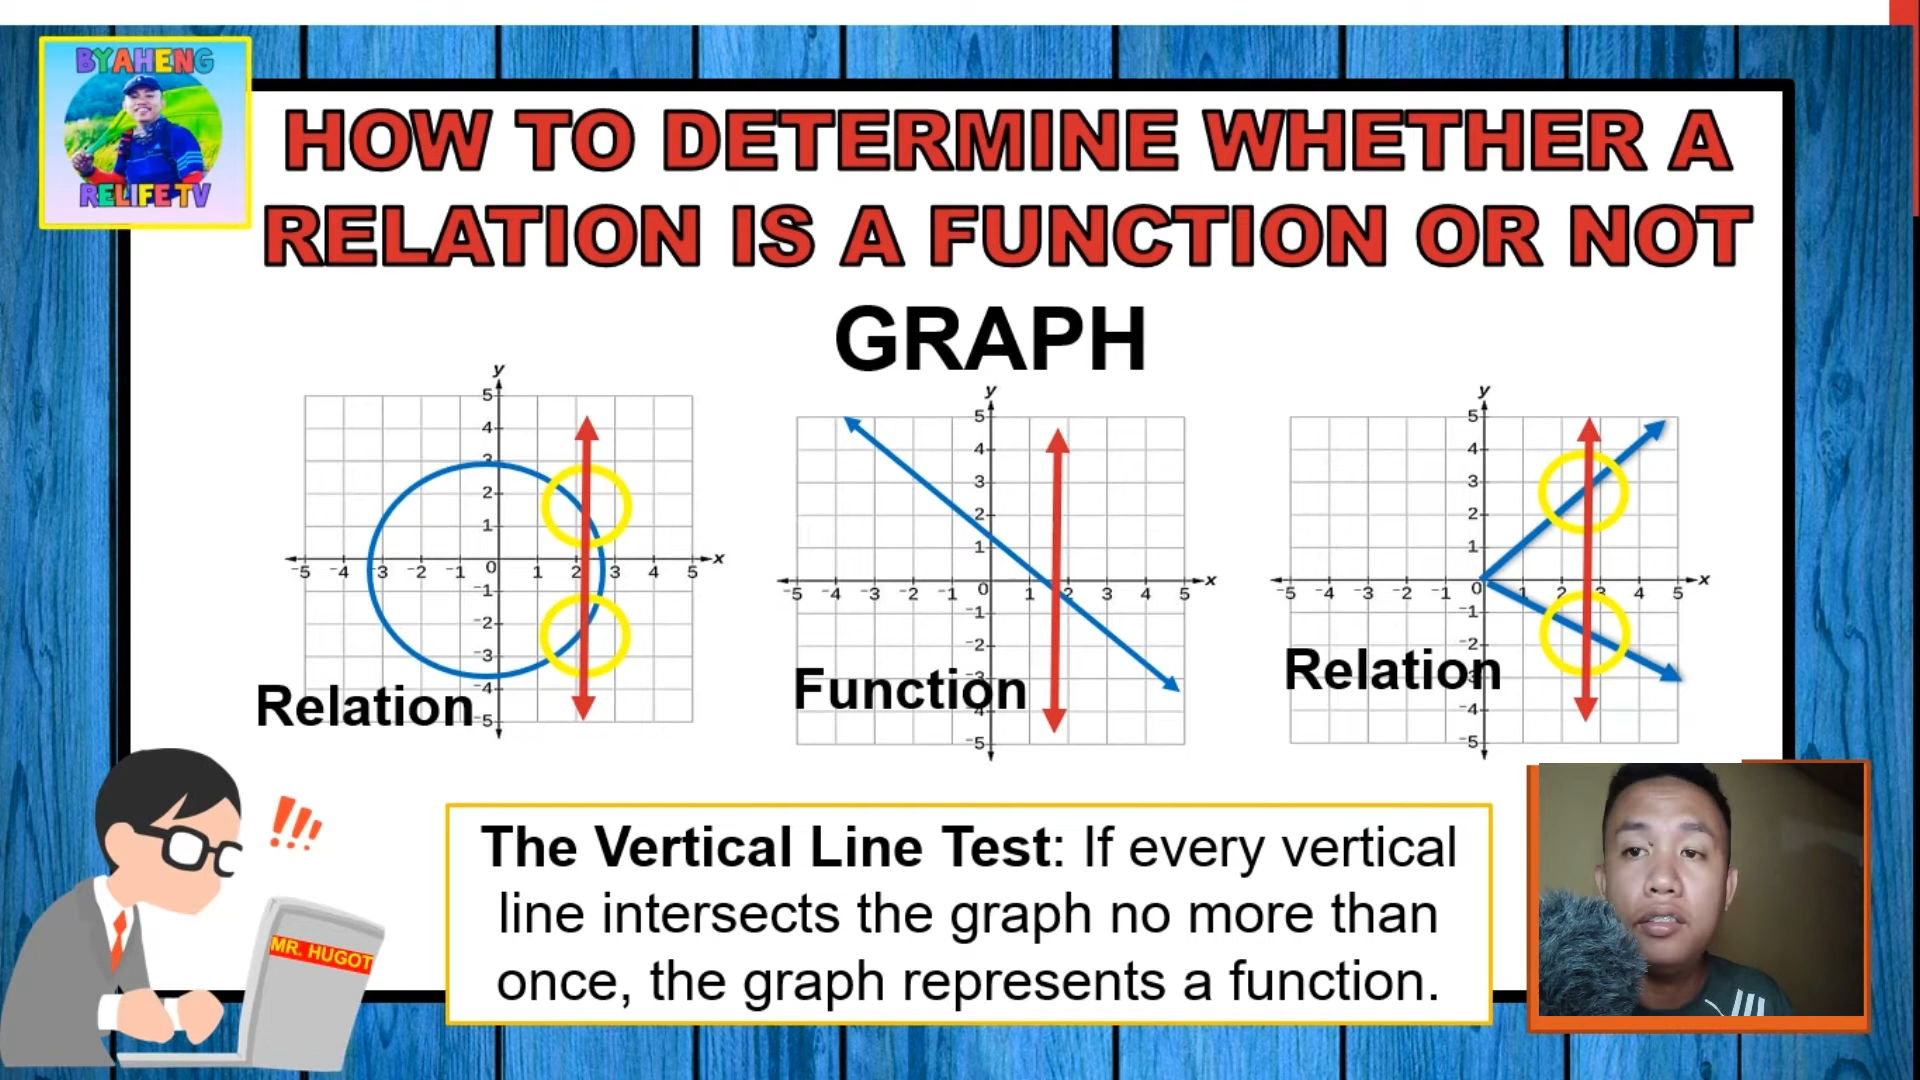 BYAHENG
RELIFE TV
HOW TO DETERMINE WHETHER A
RELATION IS A FUNCTION OR NOT
GRAPH
y
5
4
3
2
1
0
-5 -4 -3 -2 -1 1 2 3 4 5 x
-1
-2
-3
-4
-5
Relation
y
5
4
3
2
1
0
-5 -4 -3 -2 -1 1 2 3 4 5 x
-1
-2
-3
4
-5
Function
y
5
4
3
2
1
0
-5 -4 -3 -2 -1 1 2 3 4 5 x
-1
-2
-4
-5
Relation
MR. HUGOT
The Vertical Line Test: If every vertical
line intersects the graph no more than
once, the graph represents a function.